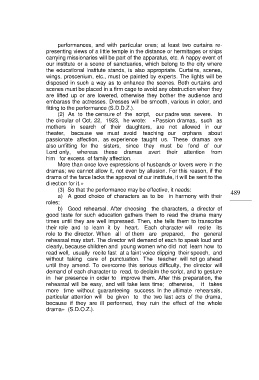 performances, and with particular ones; at least two curtains re-
presenting views of a little temple in the distance or hermitages or ships
carrying missionaries will be part of the apparatus, etc. A happy event of
our institute or a scene of sanctuaries, which belong to the city where
the educational institute stands, is also appropriate. Curtains, scenes,
wings, proscenium, etc., must be painted by experts. The lights will be
disposed in such a way as to enhance the scenes. Both curtains and
scenes must be placed in a firm cage to avoid any obstruction when they
are lifted up or are lowered, otherwise they bother the audience and
embarass the actresses. Dresses will be smooth, various in color, and
fitting to the performance (S.D.O.Z.).
(2) As to the censure of the script, our padre was severe. In
the circular of Oct. 22, 1923, he wrote: «Passion dramas, such as
mothers in search of their daughters, are not allowed in our
theater, because we must avoid teaching our orphans about
passionate affection, as experience taught us. These dramas are
also unfitting for the sisters, since they must be fond of our
Lord only, whereas these dramas avert their attention from
him for excess of family affection.
More than once love expressions of husbands or lovers were in the
dramas; we cannot allow it, not even by allusion. For this reason, if the
drama of the farce lacks the approval of our institute, it will be sent to the
direction for it.»
(3) So that the performance may be effective, it needs:
a) A good choice of characters as to be in harmony with their
roles;
b) Good rehearsal. After choosing the characters, a director of
good taste for such education gathers them to read the drama many
times until they are well impressed. Then, she tells them to transcribe
their role and to learn it by heart. Each character will recite its
role to the director. When all of them are prepared, the general
rehearsal may start. The director will demand of each to speak loud and
clearly, because children and young women who did not learn how to
read well, usually recite fast at a faint voice clipping their speech, and
without taking care of punctuation. The teacher will not go ahead
until they amend. To overcome this serious difficulty, the director will
demand of each character to read, to declaim the script, and to gesture
in her presence in order to improve them. After this preparation, the
rehearsal will be easy, and will take less time; otherwise, it takes
more time without guaranteeing success. In the ultimate rehearsals,
particular attention will be given to the two last acts of the drama,
because if they are ill performed, they ruin the effect of the whole
drama» (S.D.O.Z.).
489